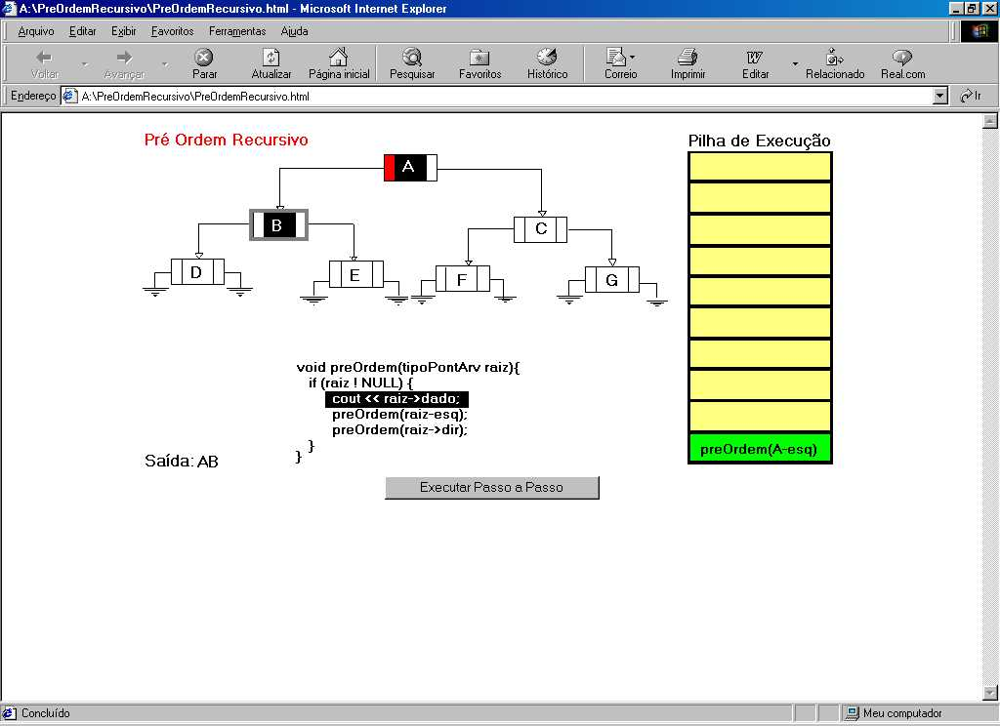 A:\PreOrdemRecursivo\PreOrdemRecursivo.html - Microsoft Internet Explorer
Arquivo Editar Exibir Favoritos Ferramentas Ajuda
Voltar Avançar Parar Atualizar Página inicial Pesquisar Favoritos Histórico Correio Imprimir Editar Relacionado Real.com
Endereço A:\PreOrdemRecursivo\PreOrdemRecursivo.html Ir
Pré Ordem Recursivo
Pilha de Execução
A
B
C
D
E
F
G
void preOrdem(tipoPontArv raiz){
if (raiz ! NULL) {
cout << raiz->dado;
preOrdem(raiz-esq);
preOrdem(raiz->dir);
}
}
preOrdem(A-esq)
Saída: AB
Executar Passo a Passo
Concluído
Meu computador